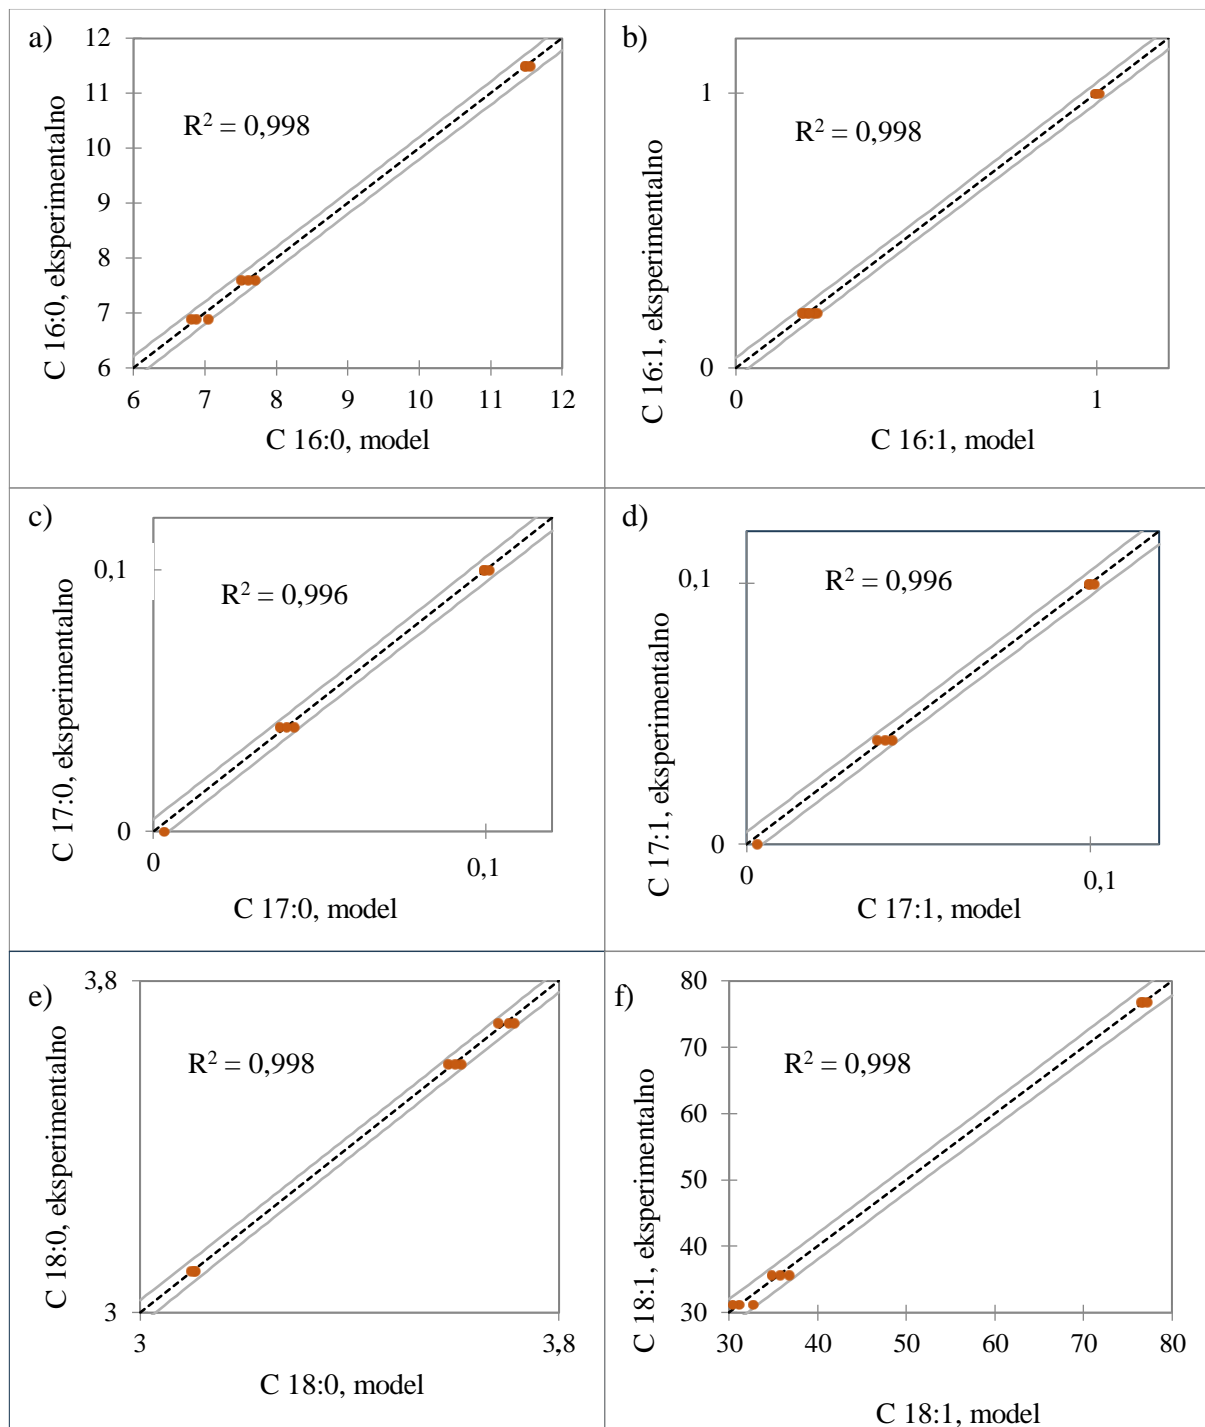 a)
12
11
10
9
8
7
6
C 16:0, eksperimentalno
R² = 0,998
6 7 8 9 10 11 12
C 16:0, model
b)
1
0
C 16:1, eksperimentalno
R² = 0,998
0 1
C 16:1, model
c)
0,1
0
C 17:0, eksperimentalno
R² = 0,996
0 0,1
C 17:0, model
d)
0,1
0
C 17:1, eksperimentalno
R² = 0,996
0 0,1
C 17:1, model
e)
3,8
3
C 18:0, eksperimentalno
R² = 0,998
3 3,8
C 18:0, model
f)
80
70
60
50
40
30
C 18:1, eksperimentalno
R² = 0,998
30 40 50 60 70 80
C 18:1, model